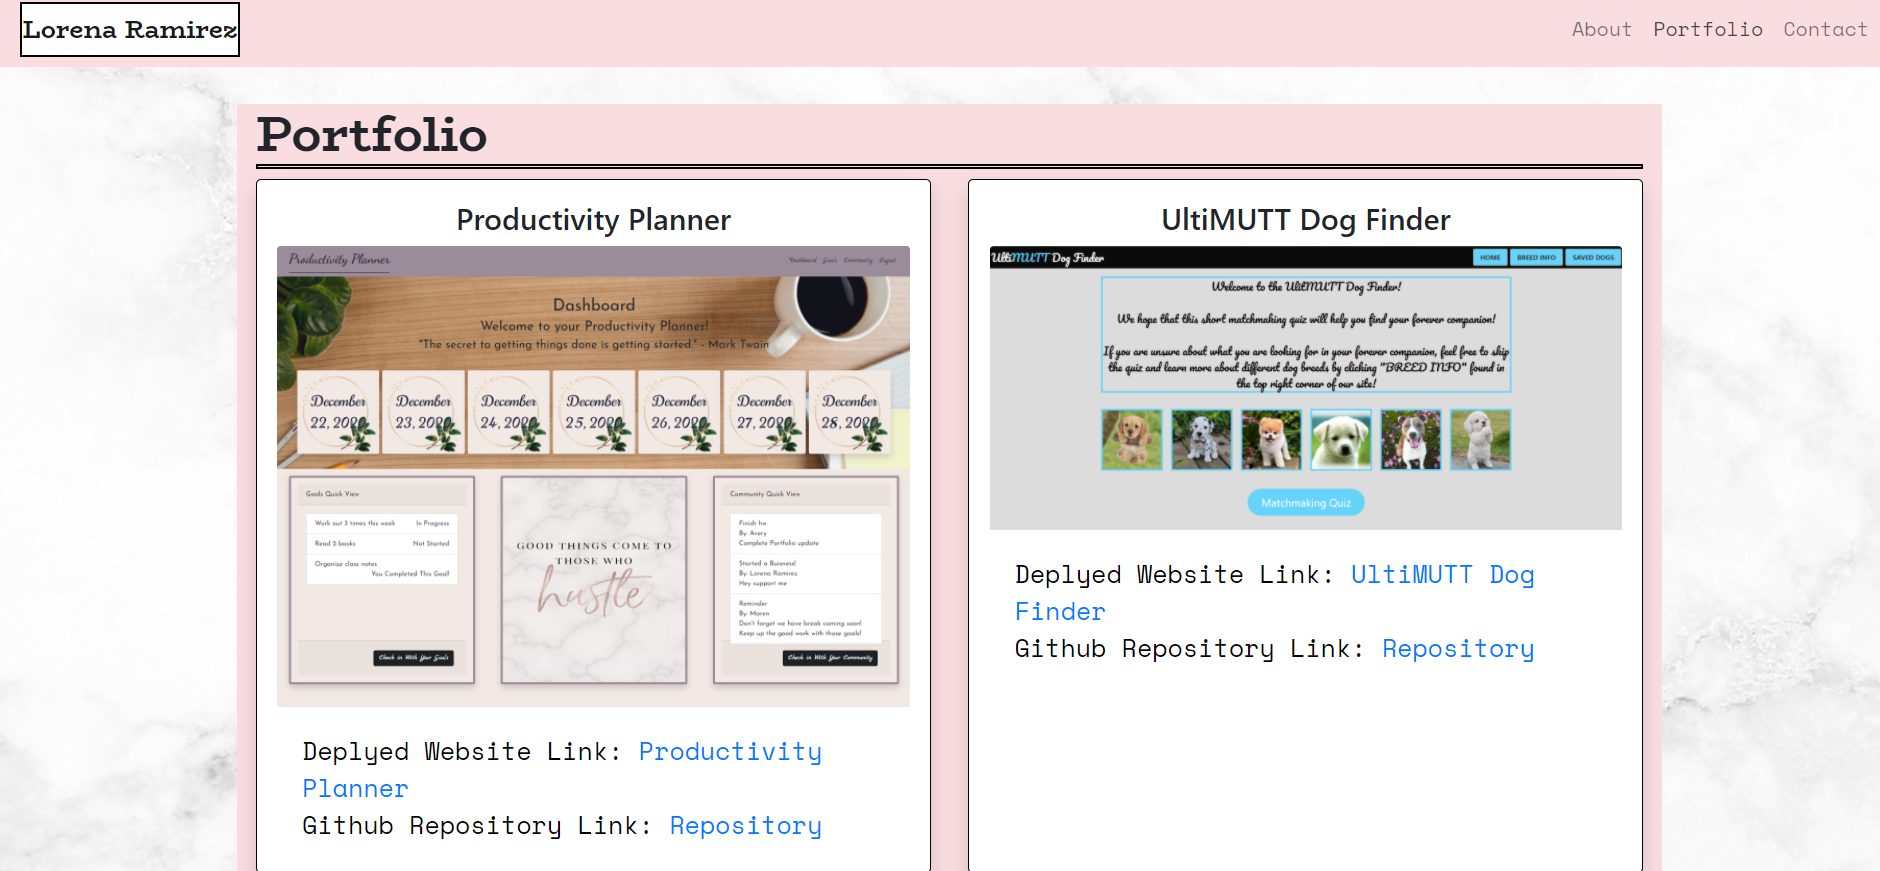 Lorena Ramirez
About Portfolio Contact
Portfolio
Productivity Planner
Productivity Planner
Dashboard Goals Community Logout
Dashboard
Welcome to your Productivity Planner!
"The secret to getting things done is getting started." - Mark Twain
December 22, 2020
December 23, 2020
December 24, 2020
December 25, 2020
December 26, 2020
December 27, 2020
December 28, 2020
Goals Quick View
Work out 3 times this week In Progress
Read 2 books Not Started
Organize class notes
You Completed This Goal!
Check in With Your Goals
GOOD THINGS COME TO
THOSE WHO
hustle
Community Quick View
Finish hw
By: Avery
Complete Portfolio update
Started a Buisness!
By: Lorena Ramires
Hey support me
Reminder
By: Maren
Don't forget we have break coming soon!
Keep up the good work with those goals!
Check in With Your Community
Deplyed Website Link: Productivity
Planner
Github Repository Link: Repository
UltiMUTT Dog Finder
UltiMUTT Dog Finder
HOME BREED INFO SAVED DOGS
Welcome to the UlitMUTT Dog Finder!
We hope that this short matchmaking quiz will help you find your forever companion!
If you are unsure about what you are looking for in your forever companion, feel free to skip
the quiz and learn more about different dog breeds by clicking "BREED INFO" found in
the top right corner of our site!
Matchmaking Quiz
Deplyed Website Link: UltiMUTT Dog
Finder
Github Repository Link: Repository